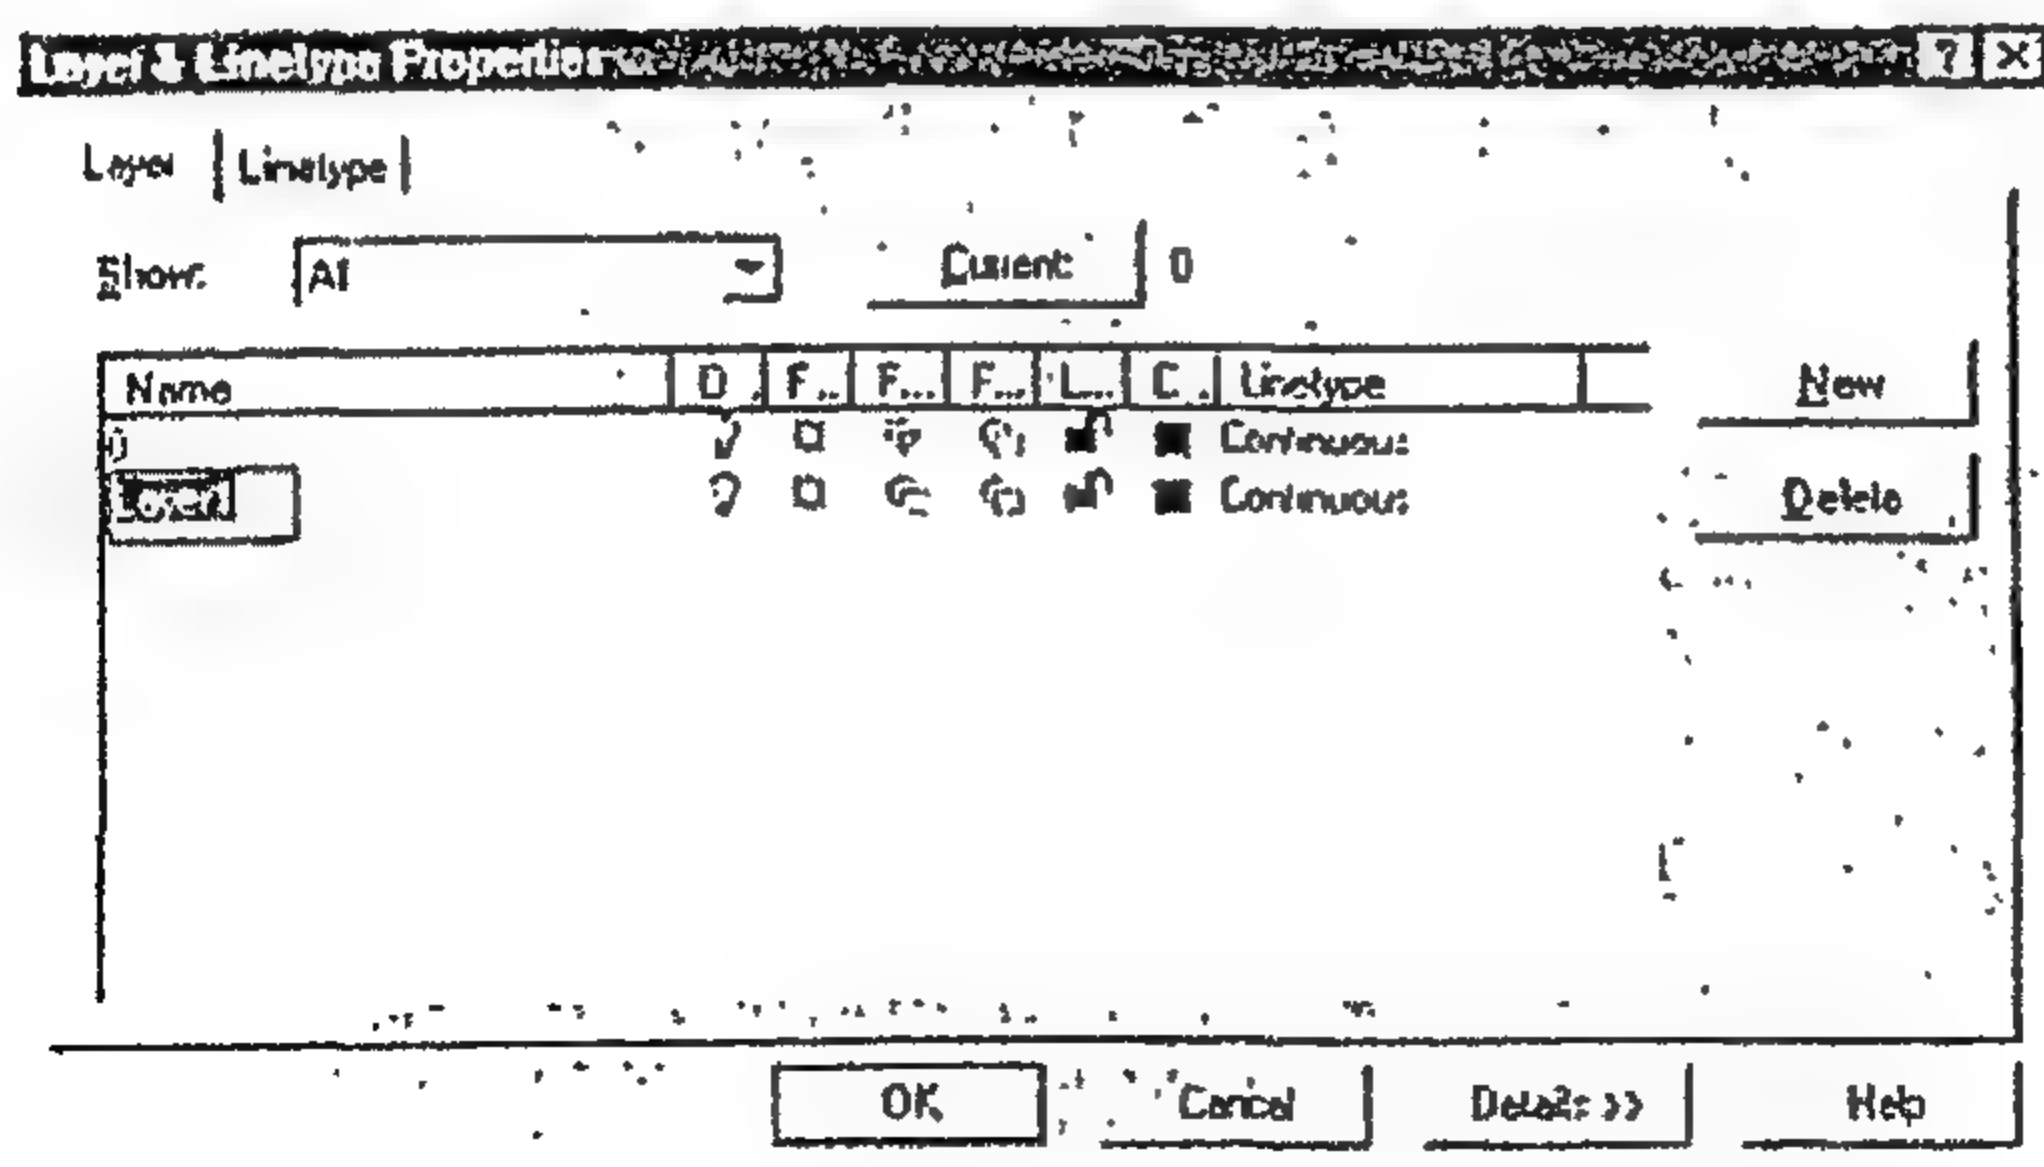 Layer & Linetype Properties ? X
Layer Linetype
Show: All Current: 0
Name D. F... F... F... L... C. Linetype New
0 Continuous
Layer1 Continuous Delete
OK Cancel Details >> Help